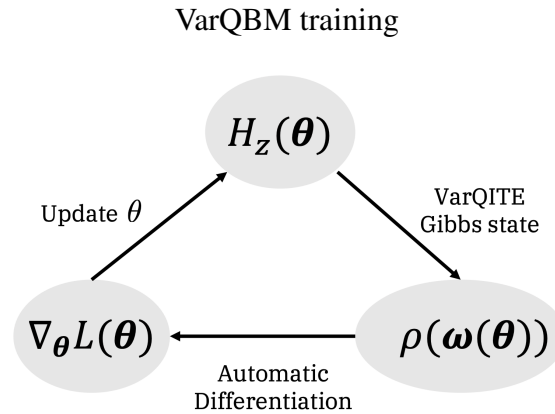 VarQBM training
H_z(θ)
Update θ
VarQITE
Gibbs state
∇_θL(θ)
ρ(ω(θ))
Automatic
Differentiation